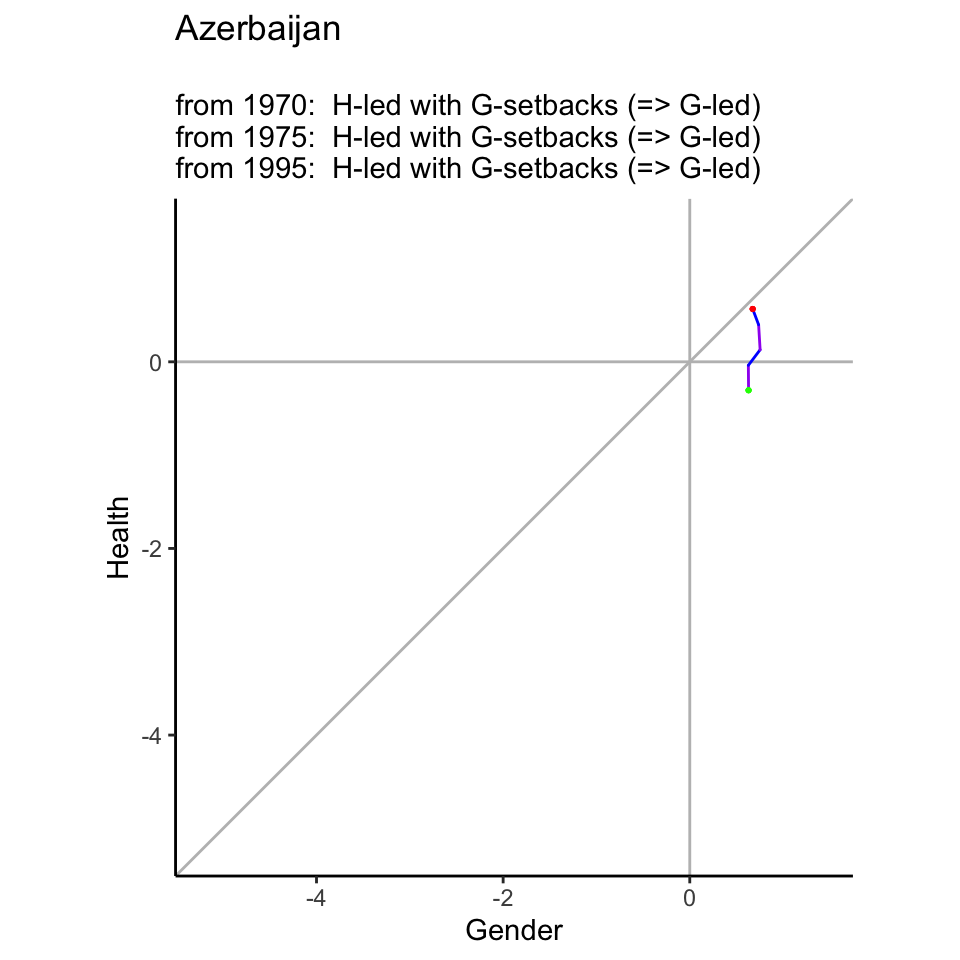 Azerbaijan
from 1970:  H-led with G-setbacks (=> G-led)
from 1975:  H-led with G-setbacks (=> G-led)
from 1995:  H-led with G-setbacks (=> G-led)
0
-2
-4
Health
-4
-2
0
Gender